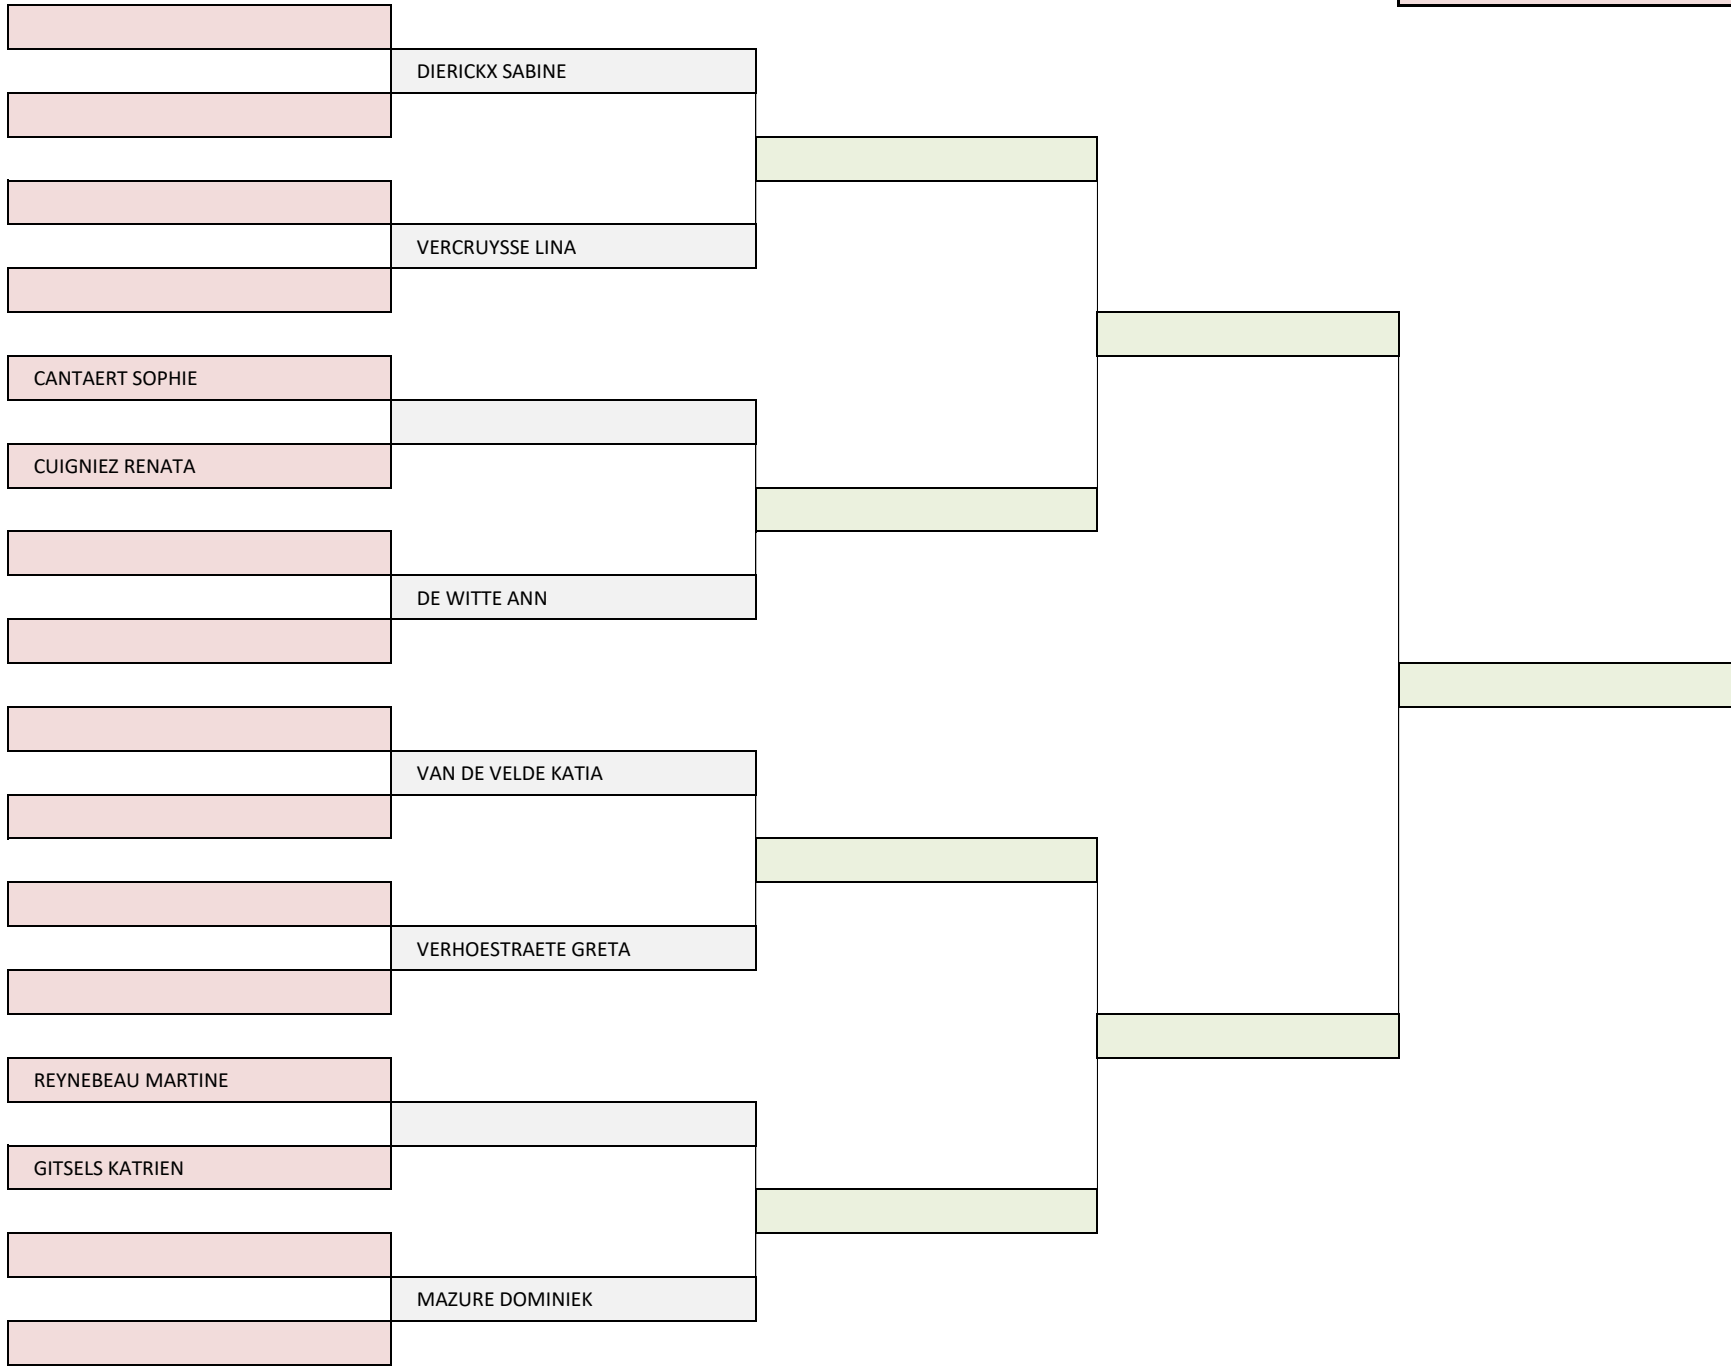 DIERICKX SABINE
VERCRUYSSE LINA
CANTAERT SOPHIE
CUIGNIEZ RENATA
DE WITTE ANN
VAN DE VELDE KATIA
VERHOESTRAETE GRETA
REYNEBEAU MARTINE
GITSELS KATRIEN
MAZURE DOMINIEK